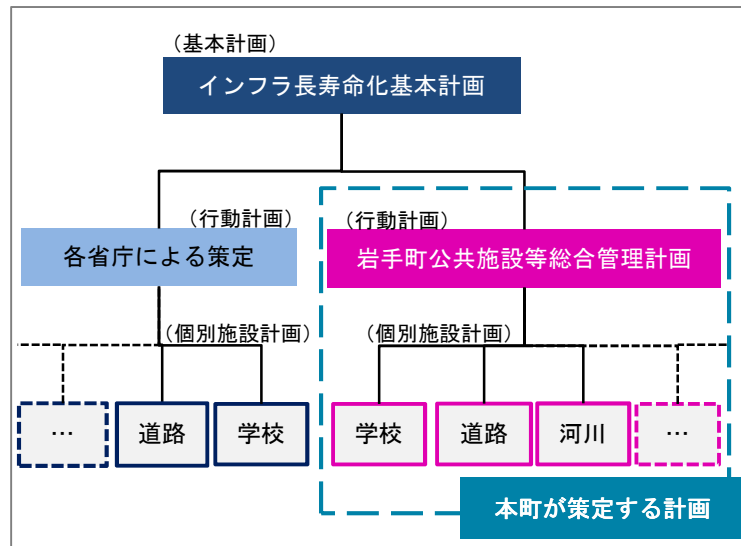 （基本計画）
インフラ長寿命化基本計画
（行動計画）
（行動計画）
各省庁による策定
岩手町公共施設等総合管理計画
（個別施設計画）
（個別施設計画）
…
道路
学校
学校
道路
河川
…
本町が策定する計画